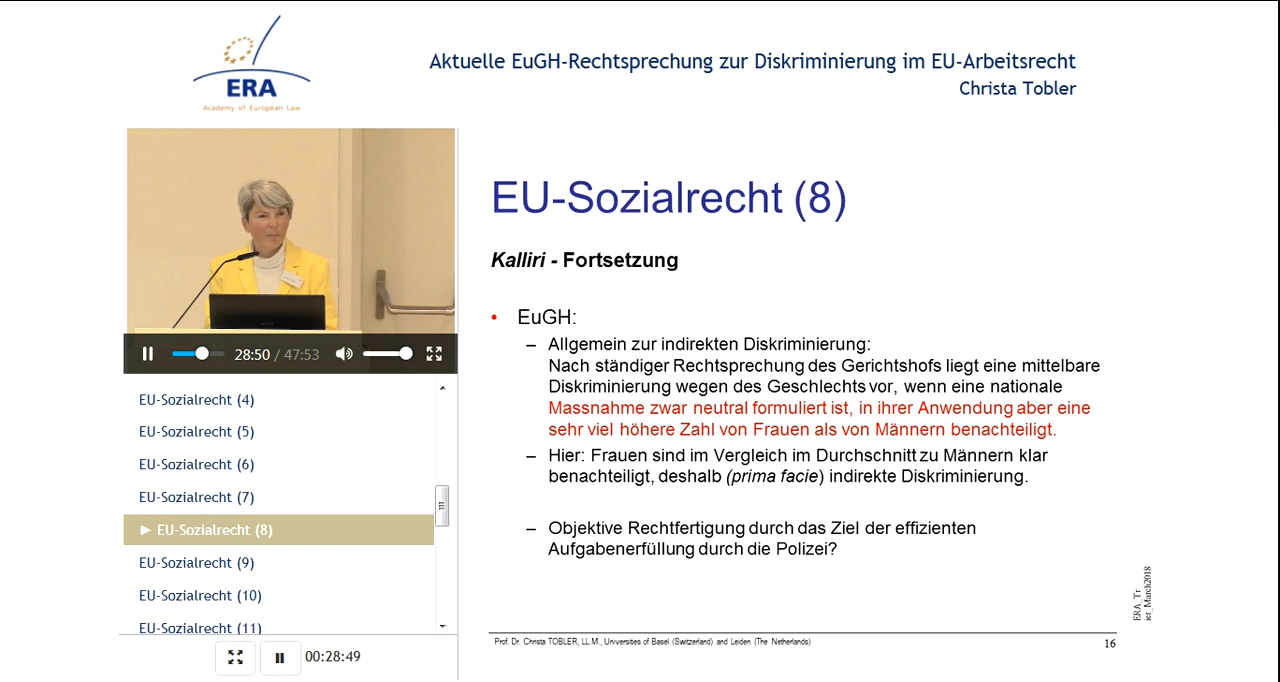 ERA
Academy of European Law
Aktuelle EuGH-Rechtsprechung zur Diskriminierung im EU-Arbeitsrecht
Christa Tobler
28:50 / 47:53
EU-Sozialrecht (4)
EU-Sozialrecht (5)
EU-Sozialrecht (6)
EU-Sozialrecht (7)
► EU-Sozialrecht (8)
EU-Sozialrecht (9)
EU-Sozialrecht (10)
EU-Sozialrecht (11)
00:28:49
EU-Sozialrecht (8)
Kalliri - Fortsetzung
• EuGH:
– Allgemein zur indirekten Diskriminierung:
Nach ständiger Rechtsprechung des Gerichtshofs liegt eine mittelbare
Diskriminierung wegen des Geschlechts vor, wenn eine nationale
Massnahme zwar neutral formuliert ist, in ihrer Anwendung aber eine
sehr viel höhere Zahl von Frauen als von Männern benachteiligt.
– Hier: Frauen sind im Vergleich im Durchschnitt zu Männern klar
benachteiligt, deshalb (prima facie) indirekte Diskriminierung.
– Objektive Rechtfertigung durch das Ziel der effizienten
Aufgabenerfüllung durch die Polizei?
ERA_Tr
ier_March2018
Prof. Dr. Christa TOBLER, LL.M., Universities of Basel (Switzerland) and Leiden (The Netherlands)
16